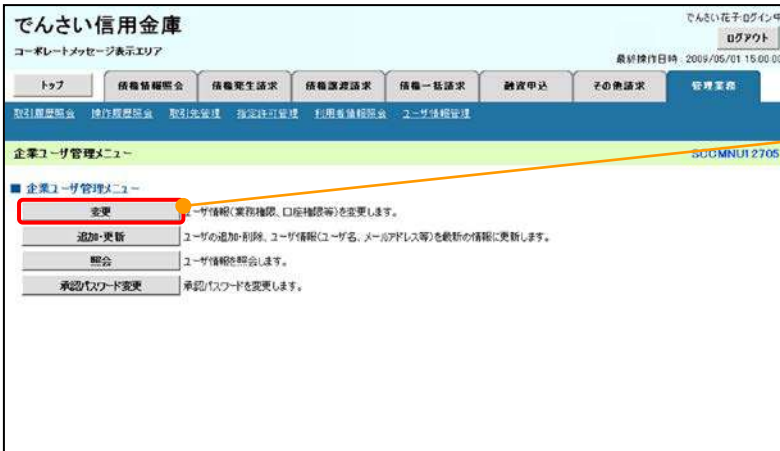 でんさい信用金庫
コーポレートメッセージ表示エリア
でんさい花子ログイン中
ログアウト
最終操作日時：2009/05/01 15:00:00
トップ
債権情報照会
債権発生請求
債権譲渡請求
債権一括請求
融資申込
その他請求
管理業務
取引履歴照会 操作履歴照会 取引先管理 指定許可管理 利用者情報照会 ユーザ情報管理
企業ユーザ管理メニュー
SCCMNU12705
■ 企業ユーザ管理メニュー
変更
ユーザ情報(業務権限、口座権限等)を変更します。
追加・更新
ユーザの追加・削除、ユーザ情報(ユーザ名、メールアドレス等)を最新の情報に更新します。
照会
ユーザ情報を照会します。
承認パスワード変更
承認パスワードを変更します。